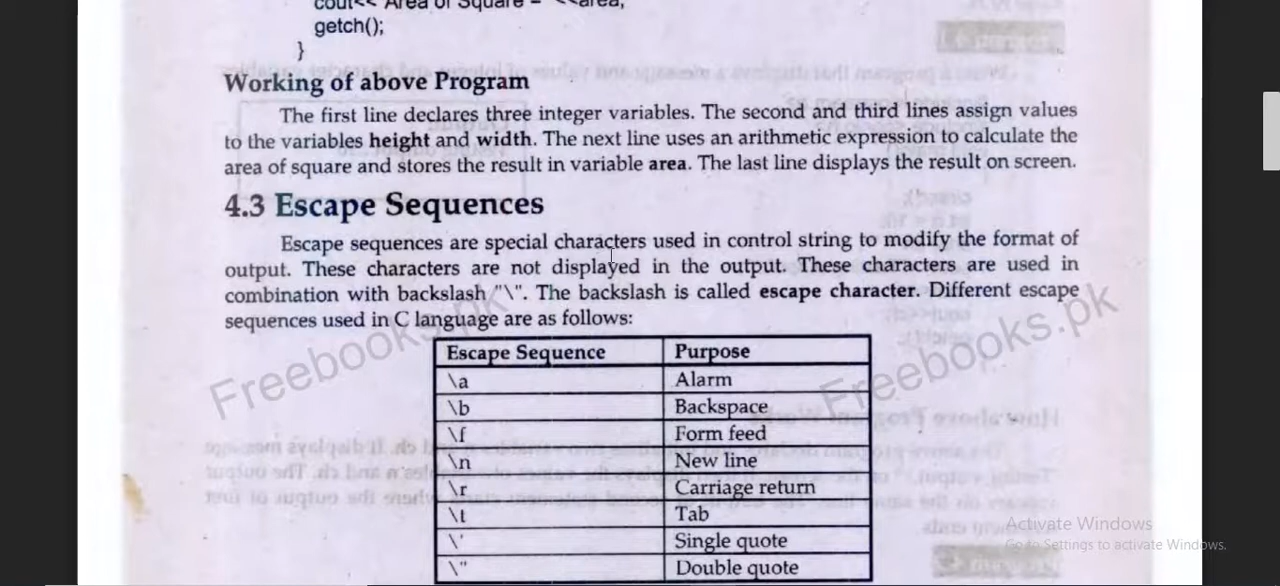 cout<< "Area of Square = "<<area;
getch();
}
Working of above Program
The first line declares three integer variables. The second and third lines assign values
to the variables height and width. The next line uses an arithmetic expression to calculate the
area of square and stores the result in variable area. The last line displays the result on screen.
4.3 Escape Sequences
Escape sequences are special characters used in control string to modify the format of
output. These characters are not displayed in the output. These characters are used in
combination with backslash "\". The backslash is called escape character. Different escape
sequences used in C language are as follows:
Escape Sequence Purpose
\a Alarm
\b Backspace
\f Form feed
\n New line
\r Carriage return
\t Tab
\' Single quote
\" Double quote
Freebooks.pk
Freebooks.pk
Activate Windows
Go to Settings to activate Windows.